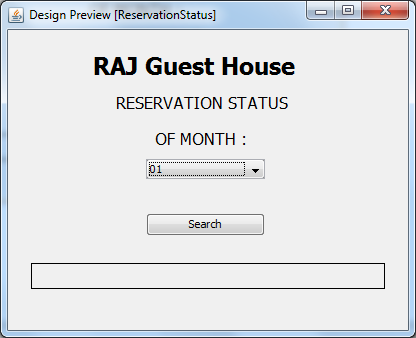 Design Preview [ReservationStatus]
RAJ Guest House
RESERVATION STATUS
OF MONTH :
01
Search